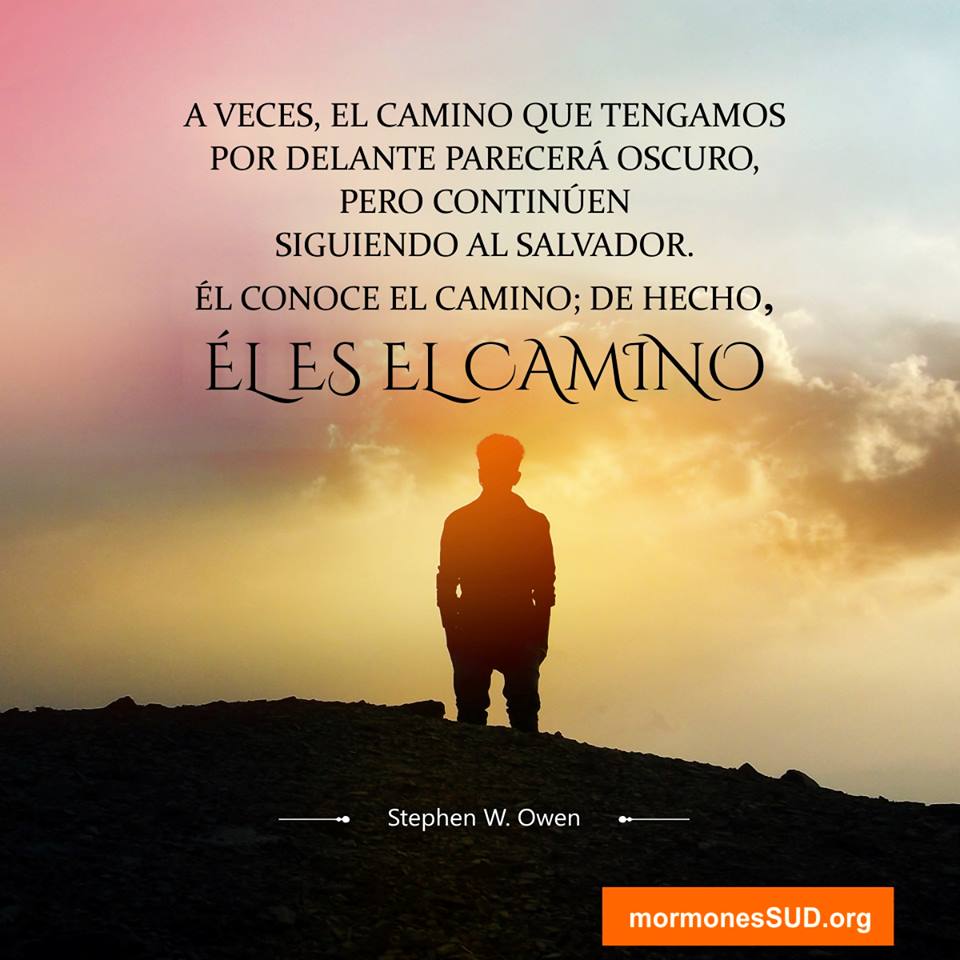 A VECES, EL CAMINO QUE TENGAMOS
POR DELANTE PARECERÁ OSCURO,
PERO CONTINÚEN
SIGUIENDO AL SALVADOR.
ÉL CONOCE EL CAMINO; DE HECHO,
ÉL ES EL CAMINO
Stephen W. Owen
mormonesSUD.org